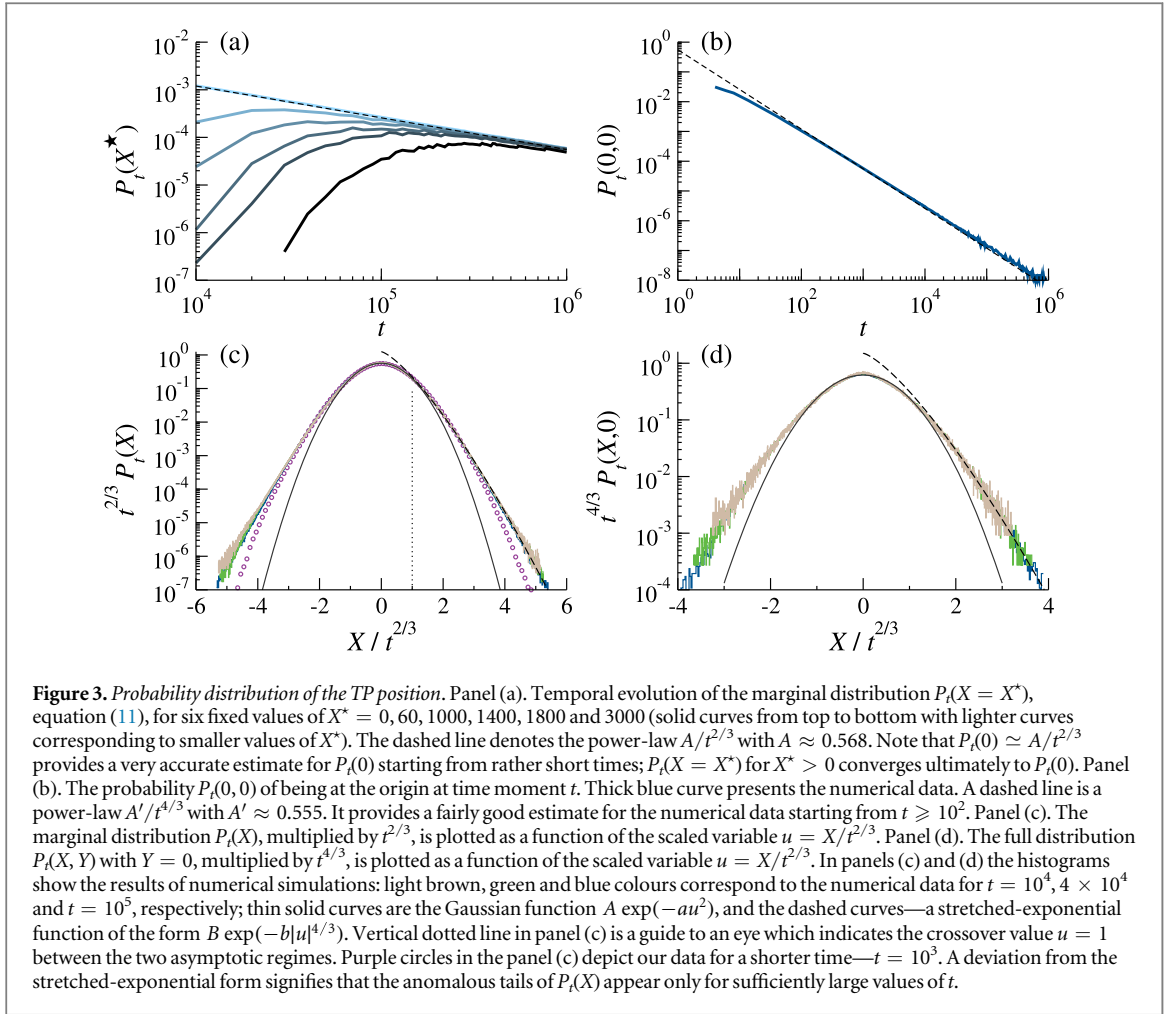 (a)
10^-2
10^-3
10^-4
10^-5
10^-6
10^-7
P_t(X^★)
10^4 10^5 10^6
t
(b)
10^0
10^-2
10^-4
10^-6
10^-8
P_t(0,0)
10^0 10^2 10^4 10^6
t
(c)
10^0
10^-1
10^-2
10^-3
10^-4
10^-5
10^-6
10^-7
t^2/3 P_t(X)
-6 -4 -2 0 2 4 6
X / t^2/3
(d)
10^0
10^-1
10^-2
10^-3
10^-4
t^4/3 P_t(X,0)
-4 -2 0 2 4
X / t^2/3
Figure 3. Probability distribution of the TP position. Panel (a). Temporal evolution of the marginal distribution P_t(X = X^⋆),
equation (11), for six fixed values of X^⋆ = 0, 60, 1000, 1400, 1800 and 3000 (solid curves from top to bottom with lighter curves
corresponding to smaller values of X^⋆). The dashed line denotes the power-law A/t^2/3 with A ≈ 0.568. Note that P_t(0) ≃ A/t^2/3
provides a very accurate estimate for P_t(0) starting from rather short times; P_t(X = X^⋆) for X^⋆ > 0 converges ultimately to P_t(0). Panel
(b). The probability P_t(0, 0) of being at the origin at time moment t. Thick blue curve presents the numerical data. A dashed line is a
power-law A′/t^4/3 with A′ ≈ 0.555. It provides a fairly good estimate for the numerical data starting from t ⩾ 10^2. Panel (c). The
marginal distribution P_t(X), multiplied by t^2/3, is plotted as a function of the scaled variable u = X/t^2/3. Panel (d). The full distribution
P_t(X, Y) with Y = 0, multiplied by t^4/3, is plotted as a function of the scaled variable u = X/t^2/3. In panels (c) and (d) the histograms
show the results of numerical simulations: light brown, green and blue colours correspond to the numerical data for t = 10^4, 4 × 10^4
and t = 10^5, respectively; thin solid curves are the Gaussian function A exp(−au^2), and the dashed curves—a stretched-exponential
function of the form B exp(−b|u|^4/3). Vertical dotted line in panel (c) is a guide to an eye which indicates the crossover value u = 1
between the two asymptotic regimes. Purple circles in the panel (c) depict our data for a shorter time—t = 10^3. A deviation from the
stretched-exponential form signifies that the anomalous tails of P_t(X) appear only for sufficiently large values of t.